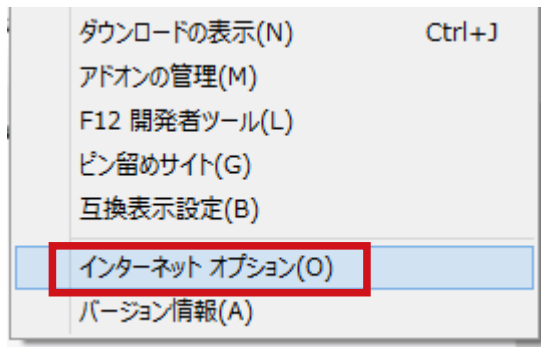 ダウンロードの表示(N) Ctrl+J
アドオンの管理(M)
F12 開発者ツール(L)
ピン留めサイト(G)
互換表示設定(B)
インターネット オプション(O)
バージョン情報(A)